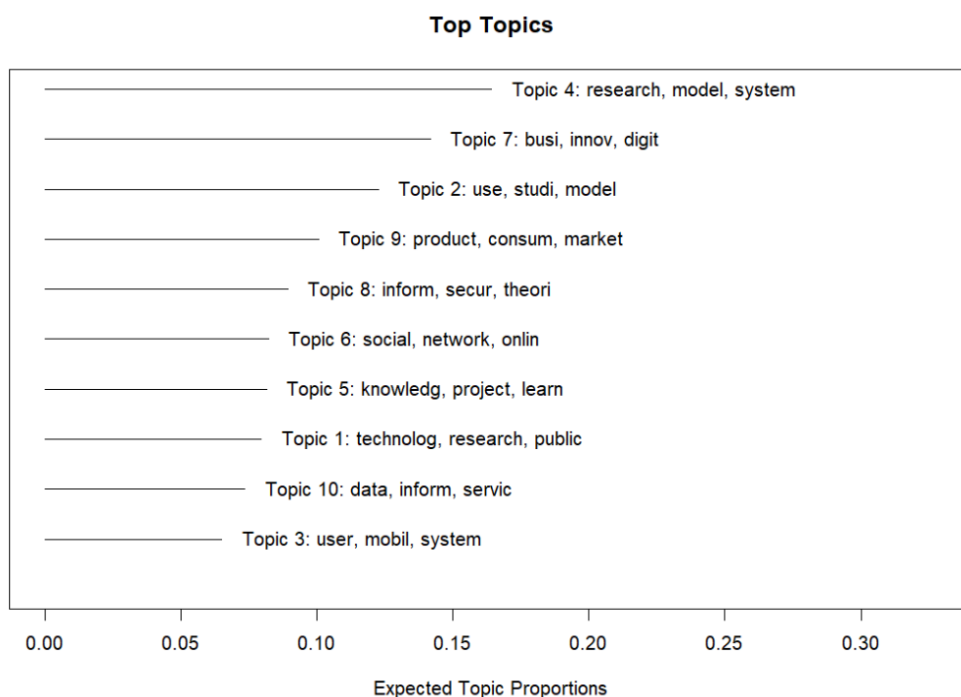 Top Topics
Topic 4: research, model, system
Topic 7: busi, innov, digit
Topic 2: use, studi, model
Topic 9: product, consum, market
Topic 8: inform, secur, theori
Topic 6: social, network, onlin
Topic 5: knowledg, project, learn
Topic 1: technolog, research, public
Topic 10: data, inform, servic
Topic 3: user, mobil, system
0.00 0.05 0.10 0.15 0.20 0.25 0.30
Expected Topic Proportions